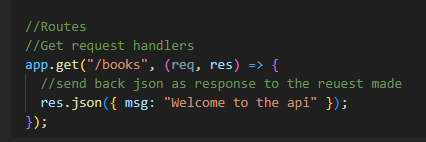 //Routes
//Get request handlers
app.get("/books", (req, res) => {
  //send back json as response to the reuest made
  res.json({ msg: "Welcome to the api" });
});